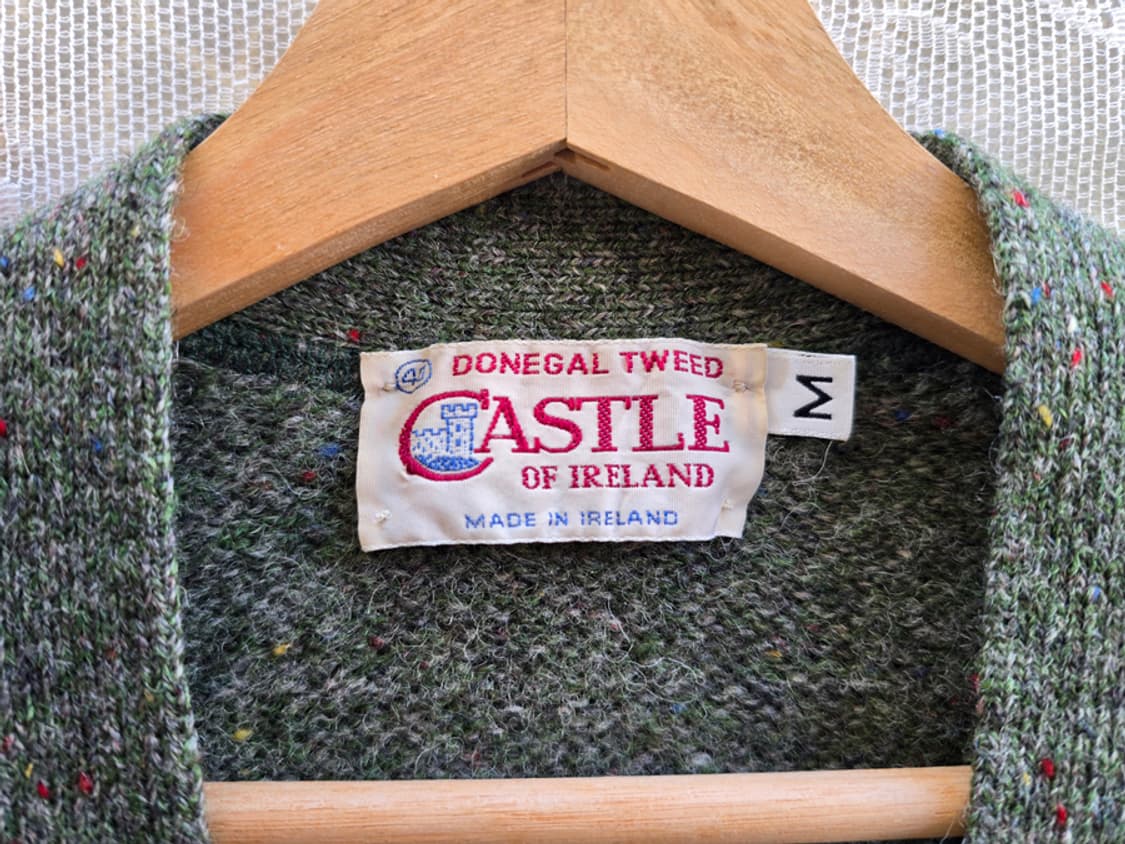 DONEGAL TWEED
CASTLE
OF IRELAND
MADE IN IRELAND
M